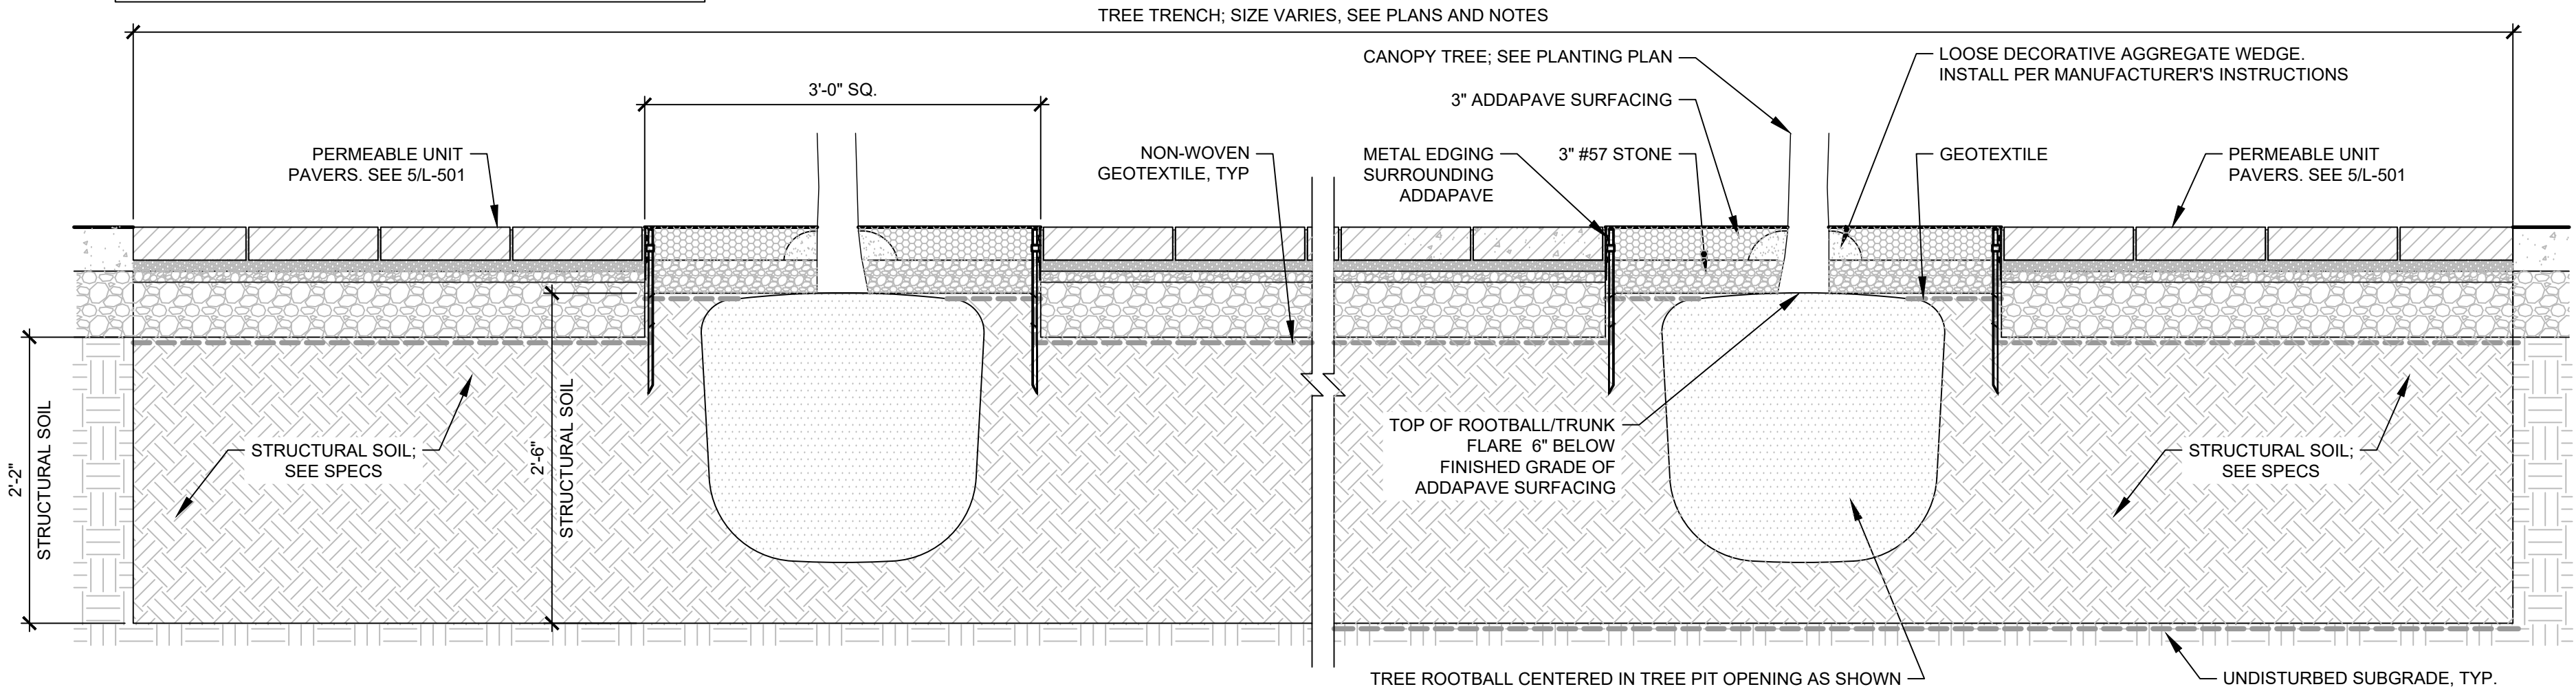 TREE TRENCH; SIZE VARIES, SEE PLANS AND NOTES
CANOPY TREE; SEE PLANTING PLAN
LOOSE DECORATIVE AGGREGATE WEDGE.
INSTALL PER MANUFACTURER'S INSTRUCTIONS
3'-0" SQ.
3" ADDAPAVE SURFACING
PERMEABLE UNIT
PAVERS. SEE 5/L-501
NON-WOVEN
GEOTEXTILE, TYP
METAL EDGING
SURROUNDING
ADDAPAVE
3" #57 STONE
GEOTEXTILE
PERMEABLE UNIT
PAVERS. SEE 5/L-501
2'-2"
STRUCTURAL SOIL
STRUCTURAL SOIL;
SEE SPECS
2'-6"
STRUCTURAL SOIL
TOP OF ROOTBALL/TRUNK
FLARE 6" BELOW
FINISHED GRADE OF
ADDAPAVE SURFACING
STRUCTURAL SOIL;
SEE SPECS
TREE ROOTBALL CENTERED IN TREE PIT OPENING AS SHOWN
UNDISTURBED SUBGRADE, TYP.